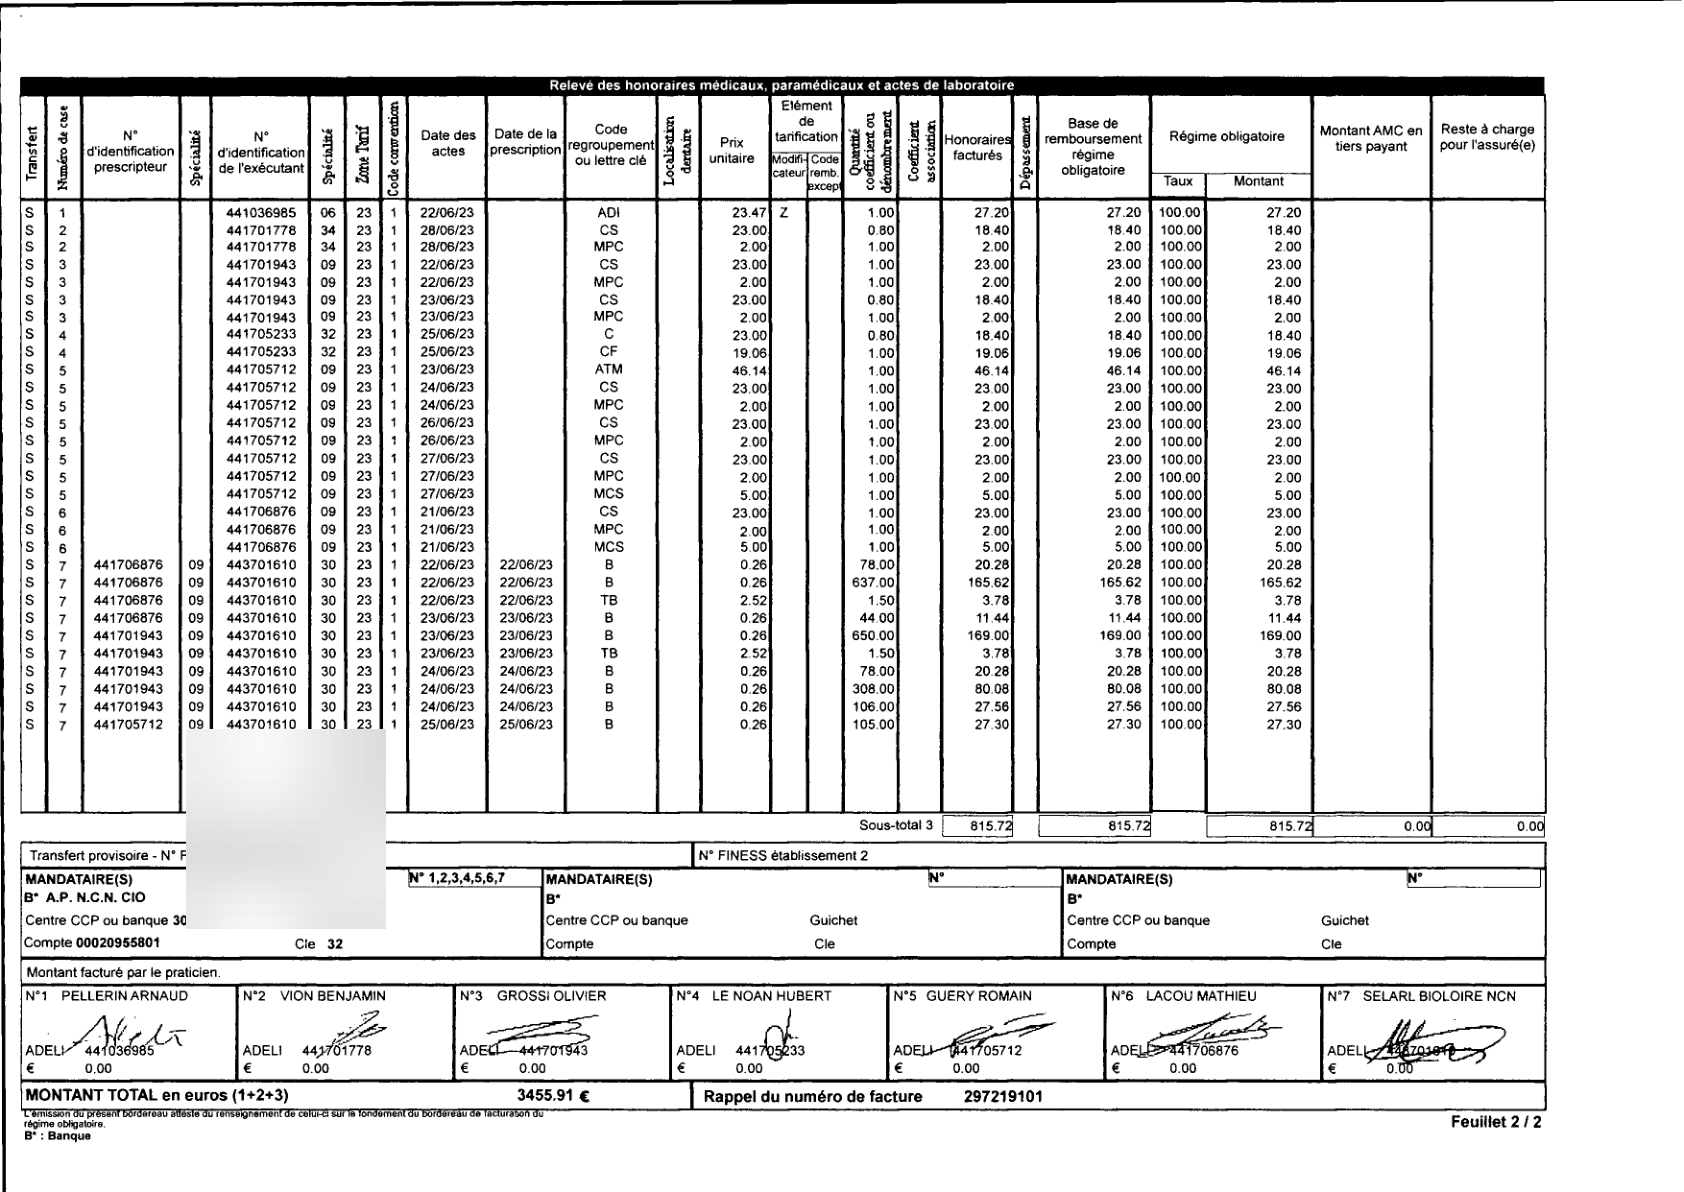 Relevé des honoraires médicaux, paramédicaux et actes de laboratoire
Transfert Numéro de case N° d'identification prescripteur Spécialité N° d'identification de l'exécutant Spécialité Zone Tarif Code convention Date des actes Date de la prescription Code regroupement ou lettre clé Localisation dentaire Prix unitaire Elément de tarification Modifi-cateur Code remb. except Quantité coefficient ou dénombrement Coefficient association Honoraires facturés Dépassement Base de remboursement régime obligatoire Régime obligatoire Taux Montant Montant AMC en tiers payant Reste à charge pour l'assuré(e)
S 1 441036985 06 23 1 22/06/23 ADI 23.47 Z 1.00 27.20 27.20 100.00 27.20
S 2 441701778 34 23 1 28/06/23 CS 23.00 0.80 18.40 18.40 100.00 18.40
S 2 441701778 34 23 1 28/06/23 MPC 2.00 1.00 2.00 2.00 100.00 2.00
S 3 441701943 09 23 1 22/06/23 CS 23.00 1.00 23.00 23.00 100.00 23.00
S 3 441701943 09 23 1 22/06/23 MPC 2.00 1.00 2.00 2.00 100.00 2.00
S 3 441701943 09 23 1 23/06/23 CS 23.00 0.80 18.40 18.40 100.00 18.40
S 3 441701943 09 23 1 23/06/23 MPC 2.00 1.00 2.00 2.00 100.00 2.00
S 4 441705233 32 23 1 25/06/23 C 23.00 0.80 18.40 18.40 100.00 18.40
S 4 441705233 32 23 1 25/06/23 CF 19.06 1.00 19.06 19.06 100.00 19.06
S 5 441705712 09 23 1 23/06/23 ATM 46.14 1.00 46.14 46.14 100.00 46.14
S 5 441705712 09 23 1 24/06/23 CS 23.00 1.00 23.00 23.00 100.00 23.00
S 5 441705712 09 23 1 24/06/23 MPC 2.00 1.00 2.00 2.00 100.00 2.00
S 5 441705712 09 23 1 26/06/23 CS 23.00 1.00 23.00 23.00 100.00 23.00
S 5 441705712 09 23 1 26/06/23 MPC 2.00 1.00 2.00 2.00 100.00 2.00
S 5 441705712 09 23 1 27/06/23 CS 23.00 1.00 23.00 23.00 100.00 23.00
S 5 441705712 09 23 1 27/06/23 MPC 2.00 1.00 2.00 2.00 100.00 2.00
S 5 441705712 09 23 1 27/06/23 MCS 5.00 1.00 5.00 5.00 100.00 5.00
S 6 441706876 09 23 1 21/06/23 CS 23.00 1.00 23.00 23.00 100.00 23.00
S 6 441706876 09 23 1 21/06/23 MPC 2.00 1.00 2.00 2.00 100.00 2.00
S 6 441706876 09 23 1 21/06/23 MCS 5.00 1.00 5.00 5.00 100.00 5.00
S 7 441706876 09 443701610 30 23 1 22/06/23 22/06/23 B 0.26 78.00 20.28 20.28 100.00 20.28
S 7 441706876 09 443701610 30 23 1 22/06/23 22/06/23 B 0.26 637.00 165.62 165.62 100.00 165.62
S 7 441706876 09 443701610 30 23 1 22/06/23 22/06/23 TB 2.52 1.50 3.78 3.78 100.00 3.78
S 7 441706876 09 443701610 30 23 1 23/06/23 23/06/23 B 0.26 44.00 11.44 11.44 100.00 11.44
S 7 441701943 09 443701610 30 23 1 23/06/23 23/06/23 B 0.26 650.00 169.00 169.00 100.00 169.00
S 7 441701943 09 443701610 30 23 1 23/06/23 23/06/23 TB 2.52 1.50 3.78 3.78 100.00 3.78
S 7 441701943 09 443701610 30 23 1 24/06/23 24/06/23 B 0.26 78.00 20.28 20.28 100.00 20.28
S 7 441701943 09 443701610 30 23 1 24/06/23 24/06/23 B 0.26 308.00 80.08 80.08 100.00 80.08
S 7 441701943 09 443701610 30 23 1 24/06/23 24/06/23 B 0.26 106.00 27.56 27.56 100.00 27.56
S 7 441705712 09 443701610 30 23 1 25/06/23 25/06/23 B 0.26 105.00 27.30 27.30 100.00 27.30
Sous-total 3 815.72 815.72 815.72 0.00 0.00
Transfert provisoire - N° F N° FINESS établissement 2
MANDATAIRE(S) N° 1,2,3,4,5,6,7 MANDATAIRE(S) N° MANDATAIRE(S) N°
B* A.P. N.C.N. CIO B* B*
Centre CCP ou banque 30 Centre CCP ou banque Guichet Centre CCP ou banque Guichet
Compte 00020955801 Cle 32 Compte Cle Compte Cle
Montant facturé par le praticien.
N°1 PELLERIN ARNAUD N°2 VION BENJAMIN N°3 GROSSI OLIVIER N°4 LE NOAN HUBERT N°5 GUERY ROMAIN N°6 LACOU MATHIEU N°7 SELARL BIOLOIRE NCN
ADELI 441036985 ADELI 441701778 ADELI 441701943 ADELI 441705233 ADELI 441705712 ADELI 441706876 ADELI
€ 0.00 € 0.00 € 0.00 € 0.00 € 0.00 € 0.00 € 0.00
MONTANT TOTAL en euros (1+2+3) 3455.91 € Rappel du numéro de facture 297219101
L'émission du présent bordereau atteste du renseignement de celui-ci sur le fondement du bordereau de facturation du
régime obligatoire.
B* : Banque
Feuillet 2 / 2